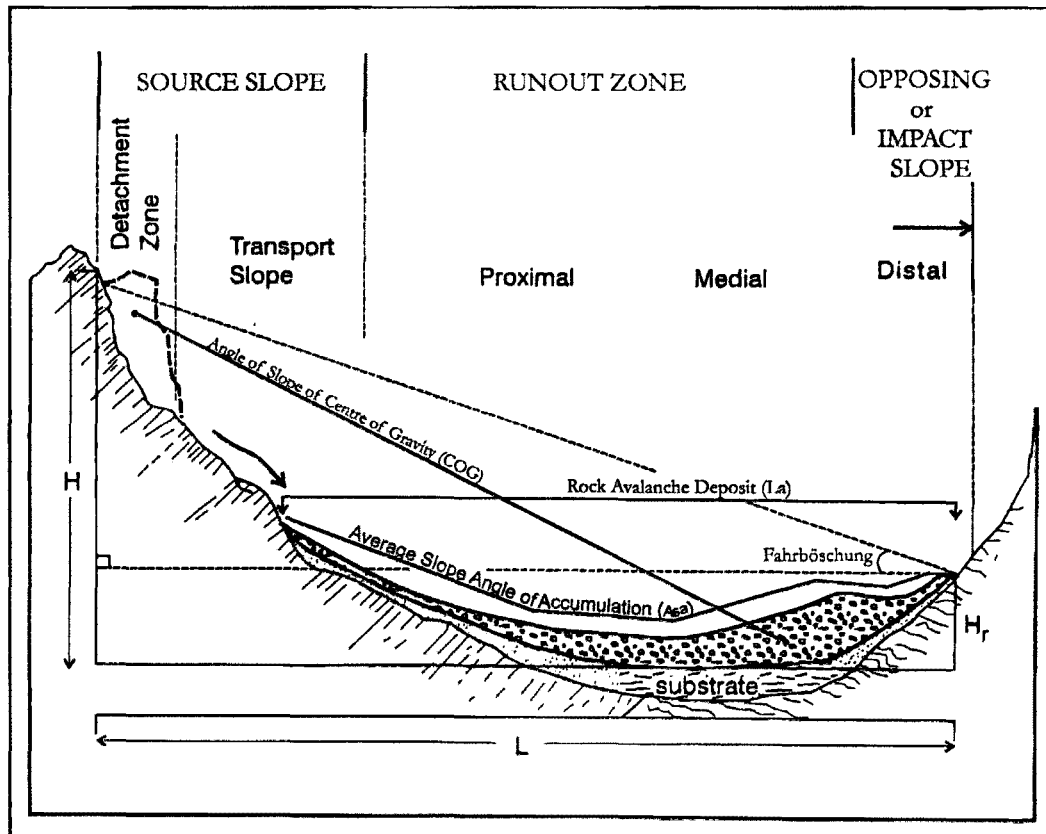 SOURCE SLOPE
RUNOUT ZONE
OPPOSING
or
IMPACT
SLOPE
Detachment
Zone
Transport
Slope
Proximal
Medial
Distal
Angle of Slope of Centre of Gravity (COG)
H
Rock Avalanche Deposit (La)
Average Slope Angle of Accumulation (Asa)
Fahrböschung
Hr
substrate
L